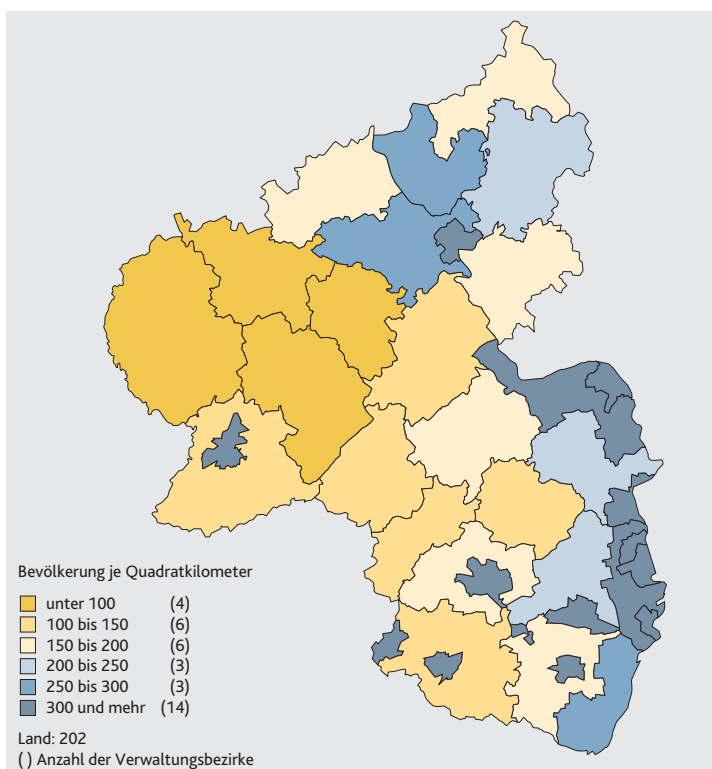 Bevölkerung je Quadratkilometer
unter 100 (4)
100 bis 150 (6)
150 bis 200 (6)
200 bis 250 (3)
250 bis 300 (3)
300 und mehr (14)
Land: 202
( ) Anzahl der Verwaltungsbezirke